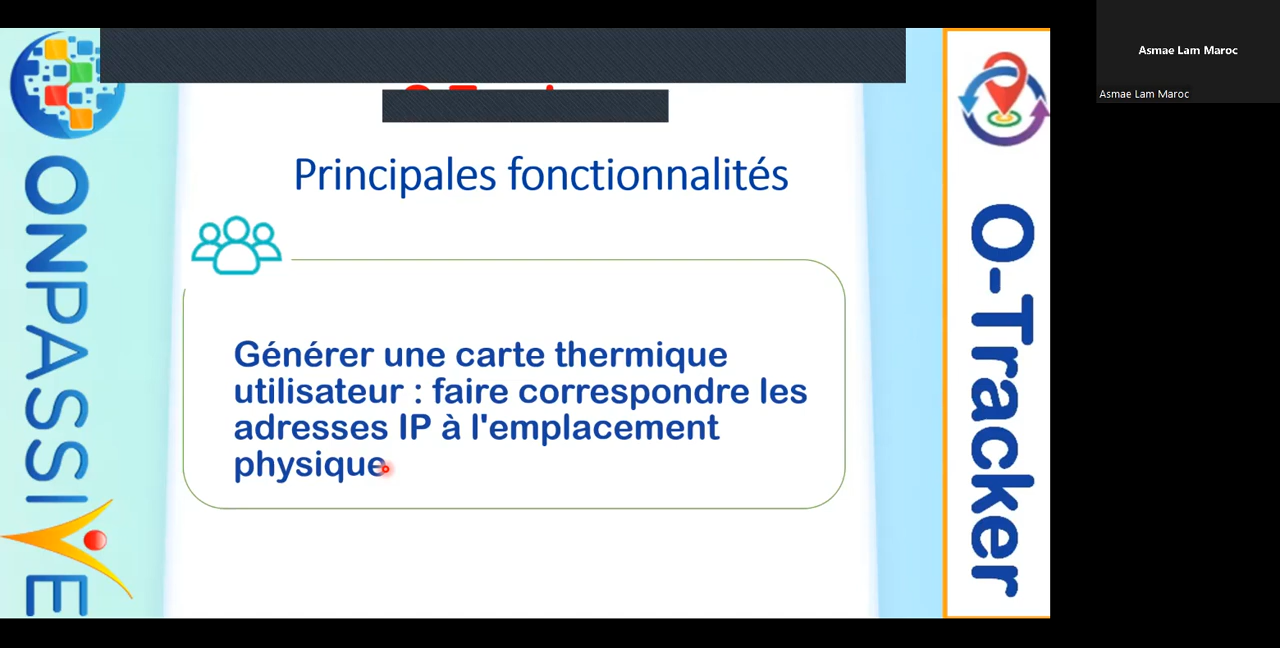 Asmae Lam Maroc
Asmae Lam Maroc
ONPASSIVE
Principales fonctionnalités
Générer une carte thermique
utilisateur : faire correspondre les
adresses IP à l'emplacement
physique
O-Tracker